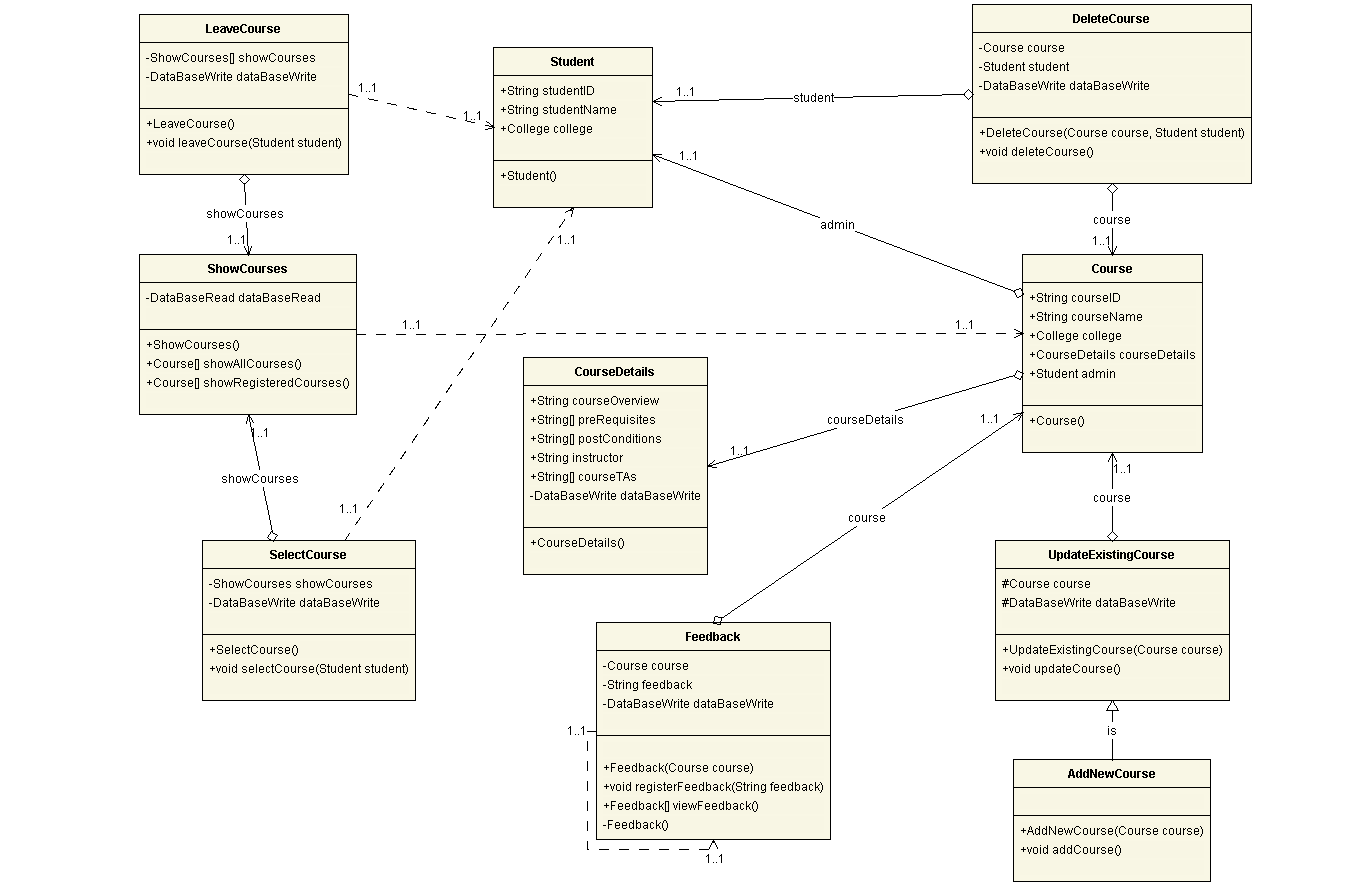 LeaveCourse
-ShowCourses[] showCourses
-DataBaseWrite dataBaseWrite
+LeaveCourse()
+void leaveCourse(Student student)
1..1
1..1
Student
+String studentID
+String studentName
+College college
+Student()
1..1
student
DeleteCourse
-Course course
-Student student
-DataBaseWrite dataBaseWrite
+DeleteCourse(Course course, Student student)
+void deleteCourse()
1..1
admin
showCourses
1..1
1..1
course
1..1
ShowCourses
-DataBaseRead dataBaseRead
+ShowCourses()
+Course[] showAllCourses()
+Course[] showRegisteredCourses()
1..1
1..1
Course
+String courseID
+String courseName
+College college
+CourseDetails courseDetails
+Student admin
+Course()
CourseDetails
+String courseOverview
+String[] preRequisites
+String[] postConditions
+String instructor
+String[] courseTAs
-DataBaseWrite dataBaseWrite
+CourseDetails()
courseDetails
1..1
1..1
1..1
showCourses
1..1
1..1
course
course
SelectCourse
-ShowCourses showCourses
-DataBaseWrite dataBaseWrite
+SelectCourse()
+void selectCourse(Student student)
UpdateExistingCourse
#Course course
#DataBaseWrite dataBaseWrite
+UpdateExistingCourse(Course course)
+void updateCourse()
Feedback
-Course course
-String feedback
-DataBaseWrite dataBaseWrite
+Feedback(Course course)
+void registerFeedback(String feedback)
+Feedback[] viewFeedback()
-Feedback()
1..1
1..1
is
AddNewCourse
+AddNewCourse(Course course)
+void addCourse()